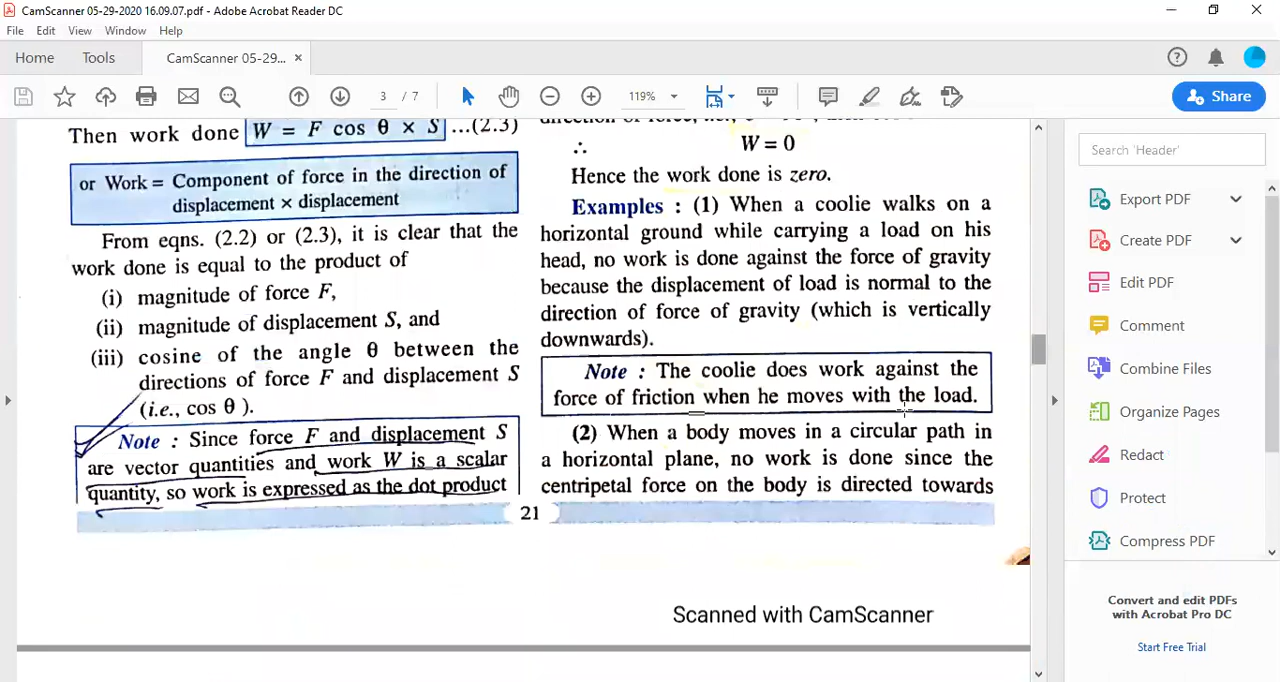 CamScanner 05-29-2020 16.09.07.pdf - Adobe Acrobat Reader DC
File Edit View Window Help
Home Tools CamScanner 05-29... ×
3 / 7 119% Share
Then work done W = F cos θ × S ...(2.3)
or Work = Component of force in the direction of
displacement × displacement
From eqns. (2.2) or (2.3), it is clear that the
work done is equal to the product of
(i) magnitude of force F,
(ii) magnitude of displacement S, and
(iii) cosine of the angle θ between the
directions of force F and displacement S
(i.e., cos θ ).
Note : Since force F and displacement S
are vector quantities and work W is a scalar
quantity, so work is expressed as the dot product
∴ W = 0
Hence the work done is zero.
Examples : (1) When a coolie walks on a
horizontal ground while carrying a load on his
head, no work is done against the force of gravity
because the displacement of load is normal to the
direction of force of gravity (which is vertically
downwards).
Note : The coolie does work against the
force of friction when he moves with the load.
(2) When a body moves in a circular path in
a horizontal plane, no work is done since the
centripetal force on the body is directed towards
21
Scanned with CamScanner
Search 'Header'
Export PDF
Create PDF
Edit PDF
Comment
Combine Files
Organize Pages
Redact
Protect
Compress PDF
Convert and edit PDFs
with Acrobat Pro DC
Start Free Trial